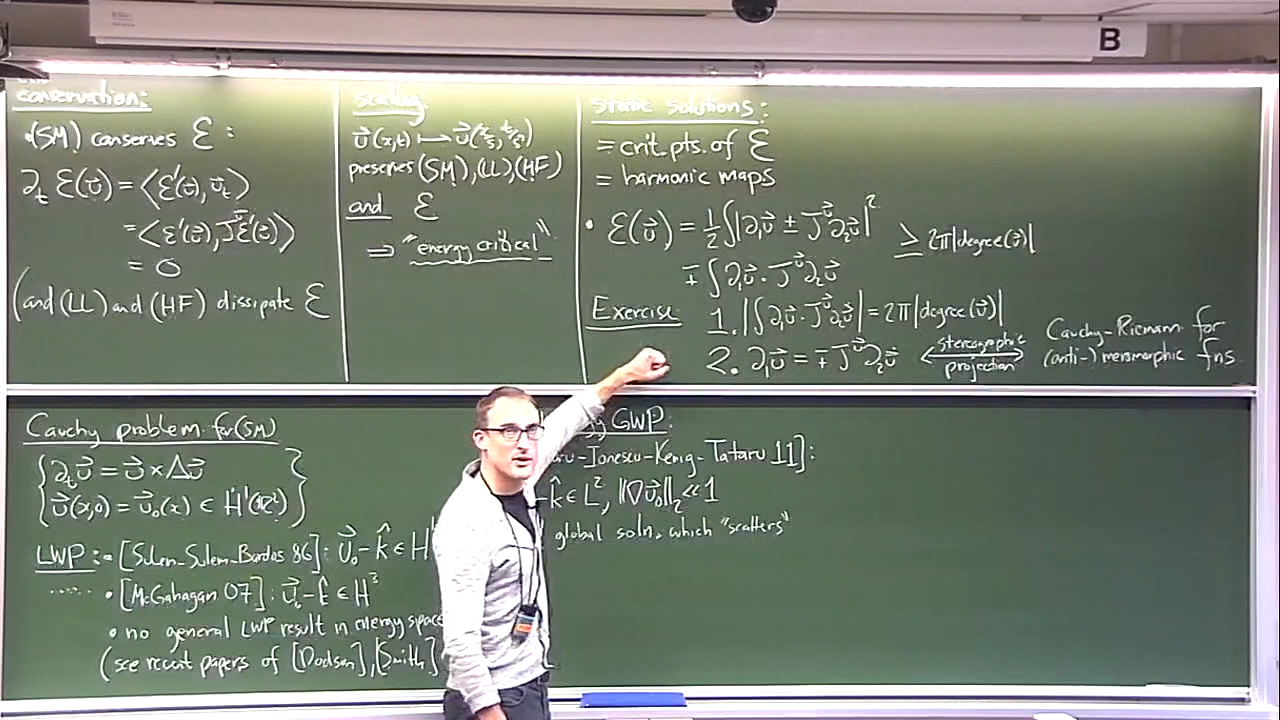 B
conservation:
• (SM) conserves ℰ :
∂ₜ ℰ(u⃗) = ⟨ℰ'(u⃗), u⃗ₜ⟩
= ⟨ℰ'(u⃗), J^u⃗ ℰ'(u⃗)⟩
= 0
(and (LL) and (HF) dissipate ℰ
scaling
u⃗(x,t) ↦ u⃗(x/s, t/s²)
preserves (SM), (LL), (HF)
and ℰ
⇒ "energy critical"
static solutions:
= crit. pts. of ℰ
= harmonic maps
• ℰ(u⃗) = ½∫|∂₁u⃗ ± J^u⃗ ∂₂u⃗|² ≥ 2π|degree(u⃗)|
∓ ∫ ∂₁u⃗ · J^u⃗ ∂₂u⃗
Exercise 1. |∫ ∂₁u⃗ · J^u⃗ ∂₂u⃗| = 2π|degree(u⃗)|
2. ∂₁u⃗ = ∓ J^u⃗ ∂₂u⃗ ⟷ stereographic projection Cauchy-Riemann for (anti-) meromorphic fns
Cauchy problem for (SM)
{ ∂ₜu⃗ = u⃗ × Δu⃗
u⃗(x,0) = u⃗₀(x) ∈ Ḣ¹(ℝ²) }
LWP: • [Sulem-Sulem-Bardos 86]: u⃗₀ - k̂ ∈ H
• [McGahagan 07]: u⃗₀ - k̂ ∈ H³
• no general LWP result in energy space
(see recent papers of [Dodson], [Smith]
gy GWP:
ru-Ionescu-Kenig-Tataru 11]:
- k̂ ∈ L², ‖∇u⃗₀‖₂ << 1
global soln. which "scatters"